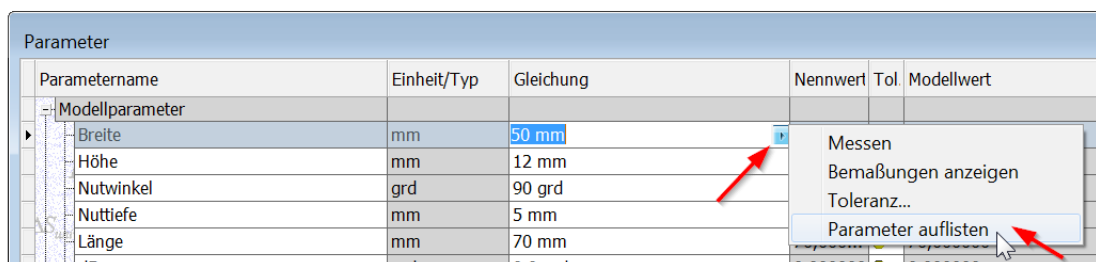 Parameter
Parametername Einheit/Typ Gleichung Nennwert Tol. Modellwert
Modellparameter
Breite mm 50 mm
Messen
Höhe mm 12 mm
Bemaßungen anzeigen
Nutwinkel grd 90 grd
Toleranz...
Nuttiefe mm 5 mm
Parameter auflisten
Länge mm 70 mm